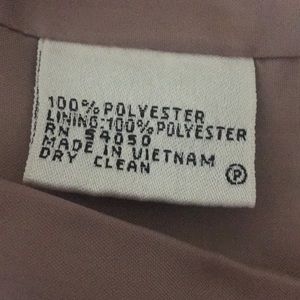 100% POLYESTER
LINING:100% POLYESTER
RN 54050
MADE IN VIETNAM
DRY CLEAN Ⓟ